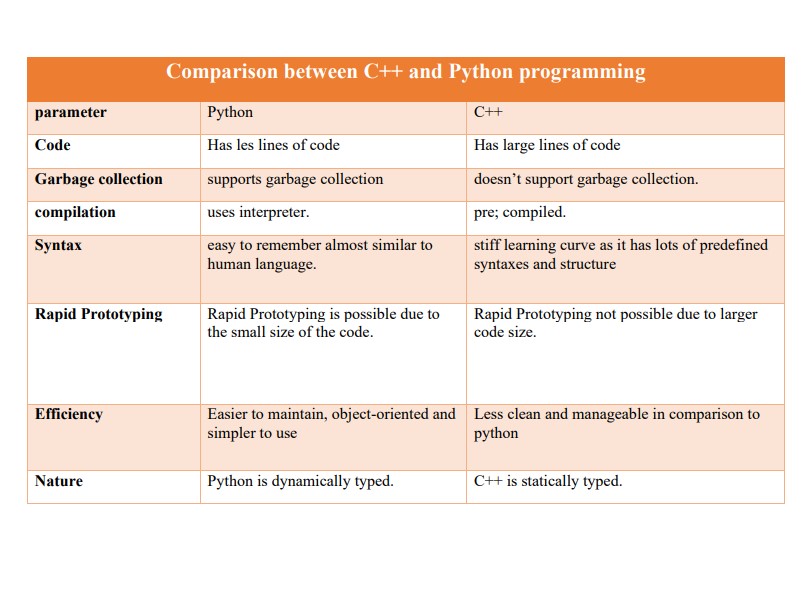 Comparison between C++ and Python programming
parameter
Python
C++
Code
Has les lines of code
Has large lines of code
Garbage collection
supports garbage collection
doesn’t support garbage collection.
compilation
uses interpreter.
pre; compiled.
Syntax
easy to remember almost similar to
human language.
stiff learning curve as it has lots of predefined
syntaxes and structure
Rapid Prototyping
Rapid Prototyping is possible due to
the small size of the code.
Rapid Prototyping not possible due to larger
code size.
Efficiency
Easier to maintain, object-oriented and
simpler to use
Less clean and manageable in comparison to
python
Nature
Python is dynamically typed.
C++ is statically typed.